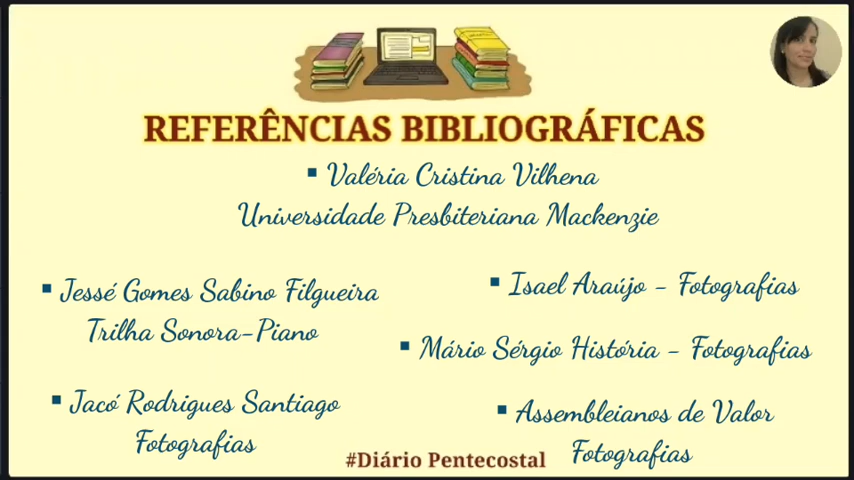 REFERÊNCIAS BIBLIOGRÁFICAS
▪ Valéria Cristina Vilhena
Universidade Presbiteriana Mackenzie
▪ Jessé Gomes Sabino Filgueira
Trilha Sonora-Piano
▪ Jacó Rodrigues Santiago
Fotografias
▪ Isael Araújo - Fotografias
▪ Mário Sérgio História - Fotografias
▪ Assembleianos de Valor
Fotografias
#Diário Pentecostal